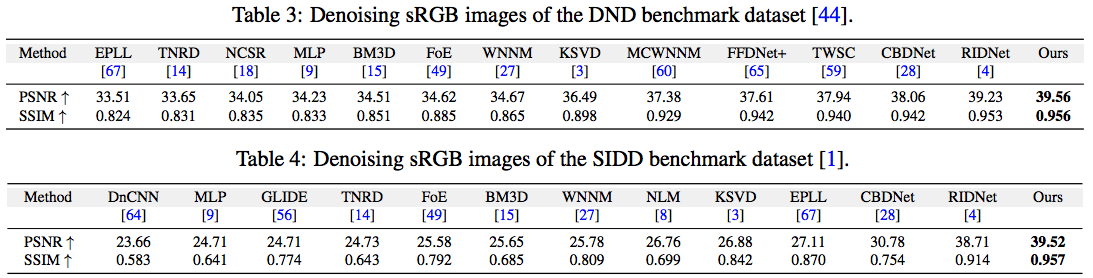 Table 3: Denoising sRGB images of the DND benchmark dataset [44].
Method EPLL TNRD NCSR MLP BM3D FoE WNNM KSVD MCWNNM FFDNet+ TWSC CBDNet RIDNet Ours
[67] [14] [18] [9] [15] [49] [27] [3] [60] [65] [59] [28] [4]
PSNR ↑ 33.51 33.65 34.05 34.23 34.51 34.62 34.67 36.49 37.38 37.61 37.94 38.06 39.23 39.56
SSIM ↑ 0.824 0.831 0.835 0.833 0.851 0.885 0.865 0.898 0.929 0.942 0.940 0.942 0.953 0.956
Table 4: Denoising sRGB images of the SIDD benchmark dataset [1].
Method DnCNN MLP GLIDE TNRD FoE BM3D WNNM NLM KSVD EPLL CBDNet RIDNet Ours
[64] [9] [56] [14] [49] [15] [27] [8] [3] [67] [28] [4]
PSNR ↑ 23.66 24.71 24.71 24.73 25.58 25.65 25.78 26.76 26.88 27.11 30.78 38.71 39.52
SSIM ↑ 0.583 0.641 0.774 0.643 0.792 0.685 0.809 0.699 0.842 0.870 0.754 0.914 0.957